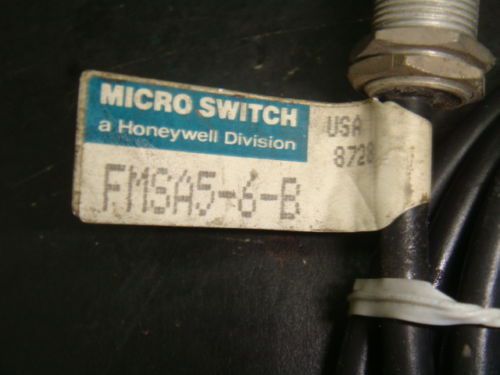 MICRO SWITCH
a Honeywell Division
USA
8728
FMSA5-6-B